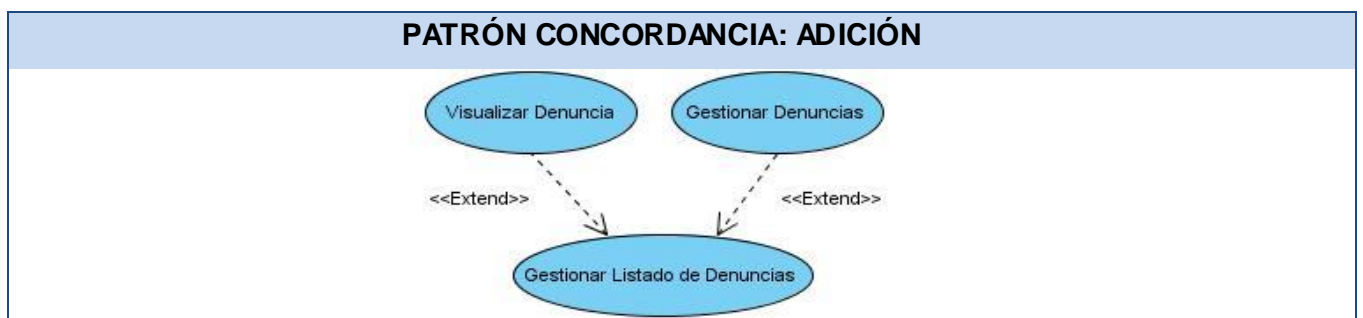 PATRÓN CONCORDANCIA: ADICIÓN
Visualizar Denuncia
Gestionar Denuncias
<<Extend>>
<<Extend>>
Gestionar Listado de Denuncias